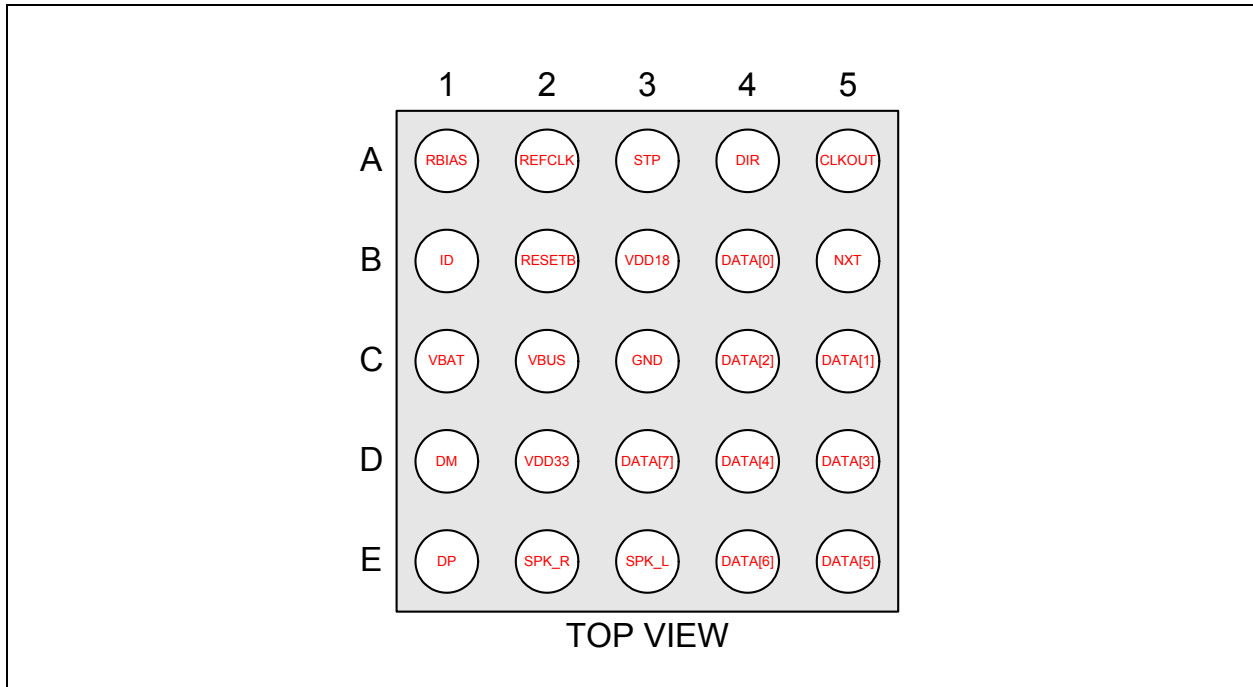 1 2 3 4 5
A RBIAS REFCLK STP DIR CLKOUT
B ID RESETB VDD18 DATA[0] NXT
C VBAT VBUS GND DATA[2] DATA[1]
D DM VDD33 DATA[7] DATA[4] DATA[3]
E DP SPK_R SPK_L DATA[6] DATA[5]
TOP VIEW